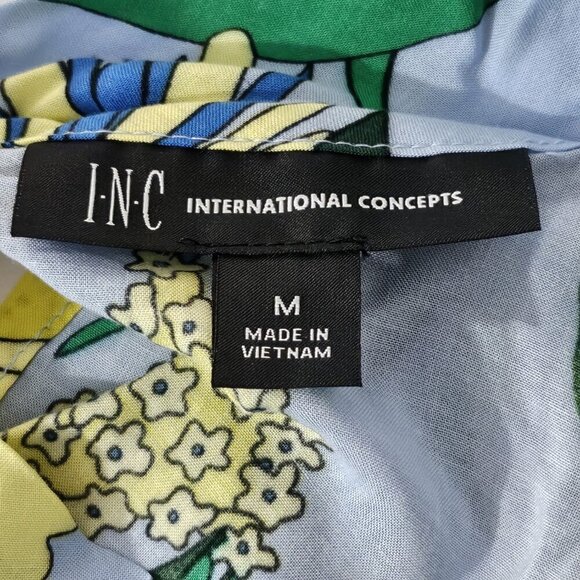 I·N·C INTERNATIONAL CONCEPTS
M
MADE IN
VIETNAM